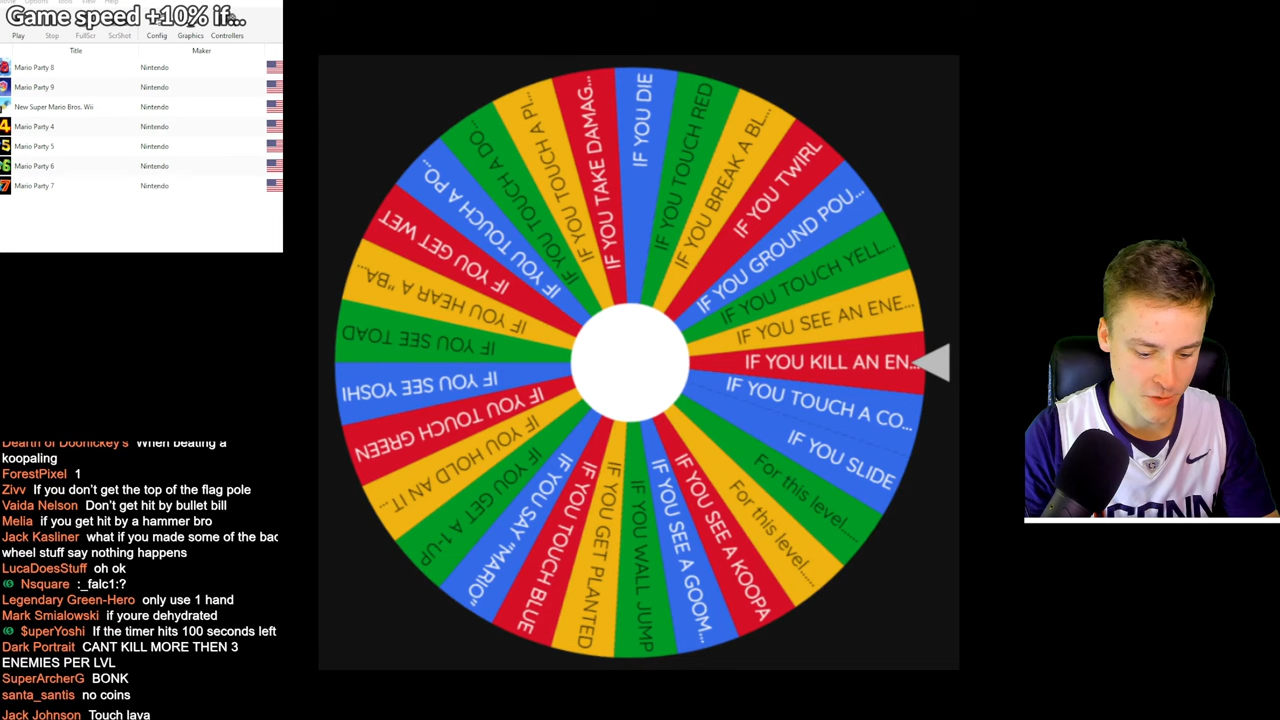 Game speed +10% if...
Play Stop FullScr ScrShot Config Graphics Controllers
Title Maker
Mario Party 8 Nintendo
Mario Party 9 Nintendo
New Super Mario Bros. Wii Nintendo
Mario Party 4 Nintendo
Mario Party 5 Nintendo
Mario Party 6 Nintendo
Mario Party 7 Nintendo
IF YOU DIE
IF YOU TOUCH RED
IF YOU BREAK A BL...
IF YOU TWIRL
IF YOU GROUND POU...
IF YOU TOUCH YELL...
IF YOU SEE AN ENE...
IF YOU KILL AN EN...
IF YOU TOUCH A CO...
IF YOU SLIDE
For this level....
For this level.....
IF YOU SEE A KOOPA
IF YOU SEE A GOOM...
IF YOU WALL JUMP
IF YOU GET PLANTED
IF YOU TOUCH BLUE
IF YOU SAY "MARIO"
IF YOU GET A 1-UP
IF YOU HOLD AN IT...
IF YOU TOUCH GREEN
IF YOU SEE YOSHI
IF YOU SEE TOAD
IF YOU HEAR A "BA...
IF YOU GET WET
IF YOU TOUCH A PO...
IF YOU TOUCH A DO...
IF YOU TOUCH A PI...
IF YOU TAKE DAMAG...
Death of Doohickey's When beating a
koopaling
ForestPixel 1
Zivv If you don't get the top of the flag pole
Vaida Nelson Don't get hit by bullet bill
Melia if you get hit by a hammer bro
Jack Kasliner what if you made some of the bad
wheel stuff say nothing happens
LucaDoesStuff oh ok
Nsquare :_falc1:?
Legendary Green-Hero only use 1 hand
Mark Smialowski if youre dehydrated
$uperYoshi If the timer hits 100 seconds left
Dark Portrait CANT KILL MORE THEN 3
ENEMIES PER LVL
SuperArcherG BONK
santa_santis no coins
Jack Johnson Touch lava